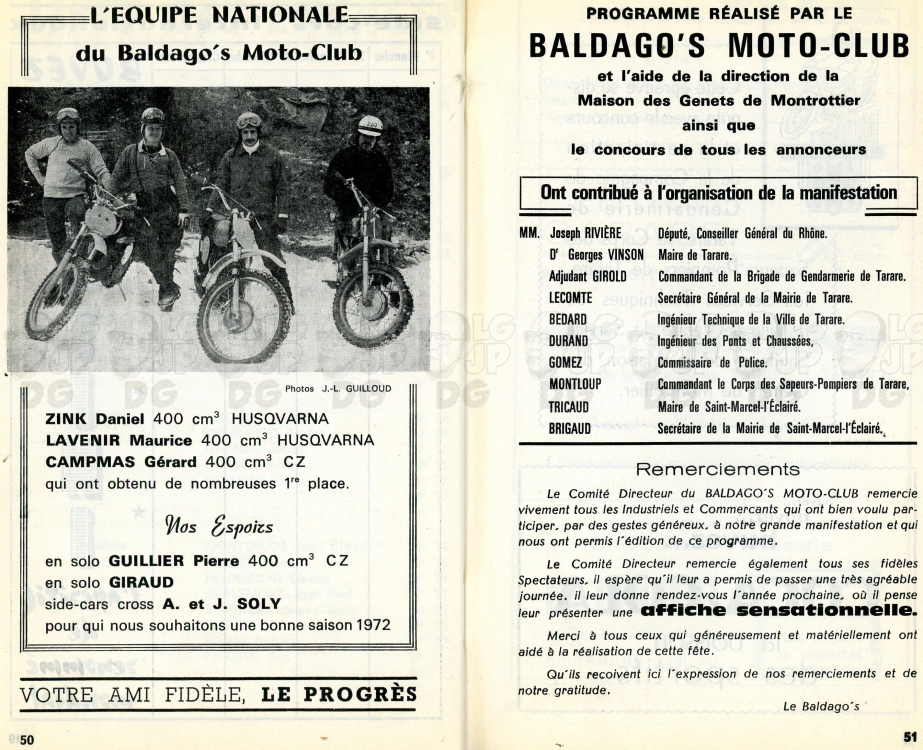 L'EQUIPE NATIONALE
du Baldago's Moto-Club
Photos J.-L. GUILLOUD
ZINK Daniel 400 cm³ HUSQVARNA
LAVENIR Maurice 400 cm³ HUSQVARNA
CAMPMAS Gérard 400 cm³ CZ
qui ont obtenu de nombreuses 1re place.
Nos Espoirs
en solo GUILLIER Pierre 400 cm³ CZ
en solo GIRAUD
side-cars cross A. et J. SOLY
pour qui nous souhaitons une bonne saison 1972
VOTRE AMI FIDÈLE, LE PROGRÈS
50
PROGRAMME RÉALISÉ PAR LE
BALDAGO'S MOTO-CLUB
et l'aide de la direction de la
Maison des Genets de Montrottier
ainsi que
le concours de tous les annonceurs
Ont contribué à l'organisation de la manifestation
MM. Joseph RIVIÈRE Député, Conseiller Général du Rhône.
Dr Georges VINSON Maire de Tarare.
Adjudant GIROLD Commandant de la Brigade de Gendarmerie de Tarare.
LECOMTE Secrétaire Général de la Mairie de Tarare.
BEDARD Ingénieur Technique de la Ville de Tarare.
DURAND Ingénieur des Ponts et Chaussées,
GOMEZ Commissaire de Police.
MONTLOUP Commandant le Corps des Sapeurs-Pompiers de Tarare,
TRICAUD Maire de Saint-Marcel-l'Éclairé.
BRIGAUD Secrétaire de la Mairie de Saint-Marcel-l'Éclairé.
Remerciements
Le Comité Directeur du BALDAGO'S MOTO-CLUB remercie
vivement tous les Industriels et Commercants qui ont bien voulu par-
ticiper, par des gestes généreux, à notre grande manifestation et qui
nous ont permis l'édition de ce programme.
Le Comité Directeur remercie également tous ses fidèles
Spectateurs, il espère qu'il leur a permis de passer une très agréable
journée, il leur donne rendez-vous l'année prochaine, où il pense
leur présenter une affiche sensationnelle.
Merci à tous ceux qui généreusement et matériellement ont
aidé à la réalisation de cette fête.
Qu'ils recoivent ici l'expression de nos remerciements et de
notre gratitude.
Le Baldago's
51